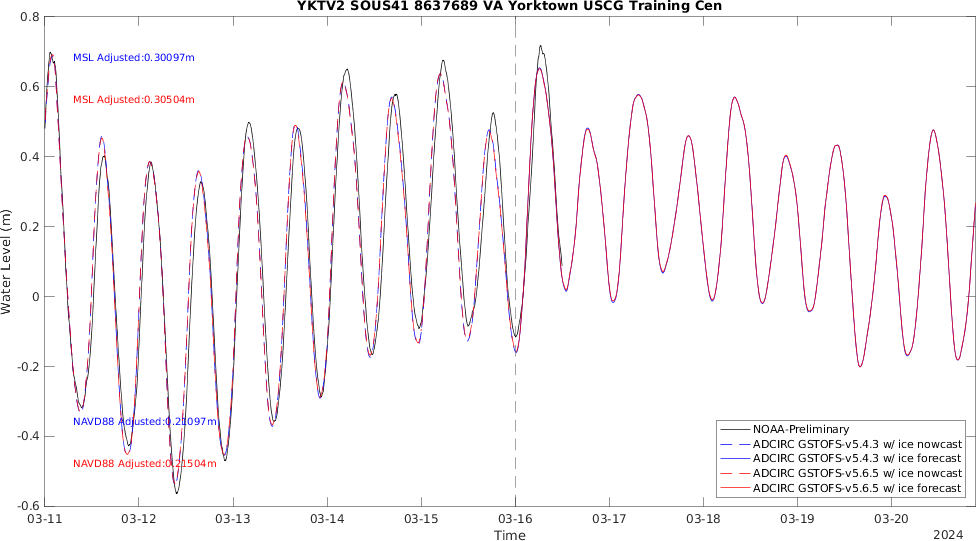 YKTV2 SOUS41 8637689 VA Yorktown USCG Training Cen
0.8
0.6
0.4
0.2
0
-0.2
-0.4
-0.6
Water Level (m)
MSL Adjusted:0.30097m
MSL Adjusted:0.30504m
NAVD88 Adjusted:0.21097m
NAVD88 Adjusted:0.21504m
NOAA-Preliminary
ADCIRC GSTOFS-v5.4.3 w/ ice nowcast
ADCIRC GSTOFS-v5.4.3 w/ ice forecast
ADCIRC GSTOFS-v5.6.5 w/ ice nowcast
ADCIRC GSTOFS-v5.6.5 w/ ice forecast
03-11 03-12 03-13 03-14 03-15 03-16 03-17 03-18 03-19 03-20
Time
2024